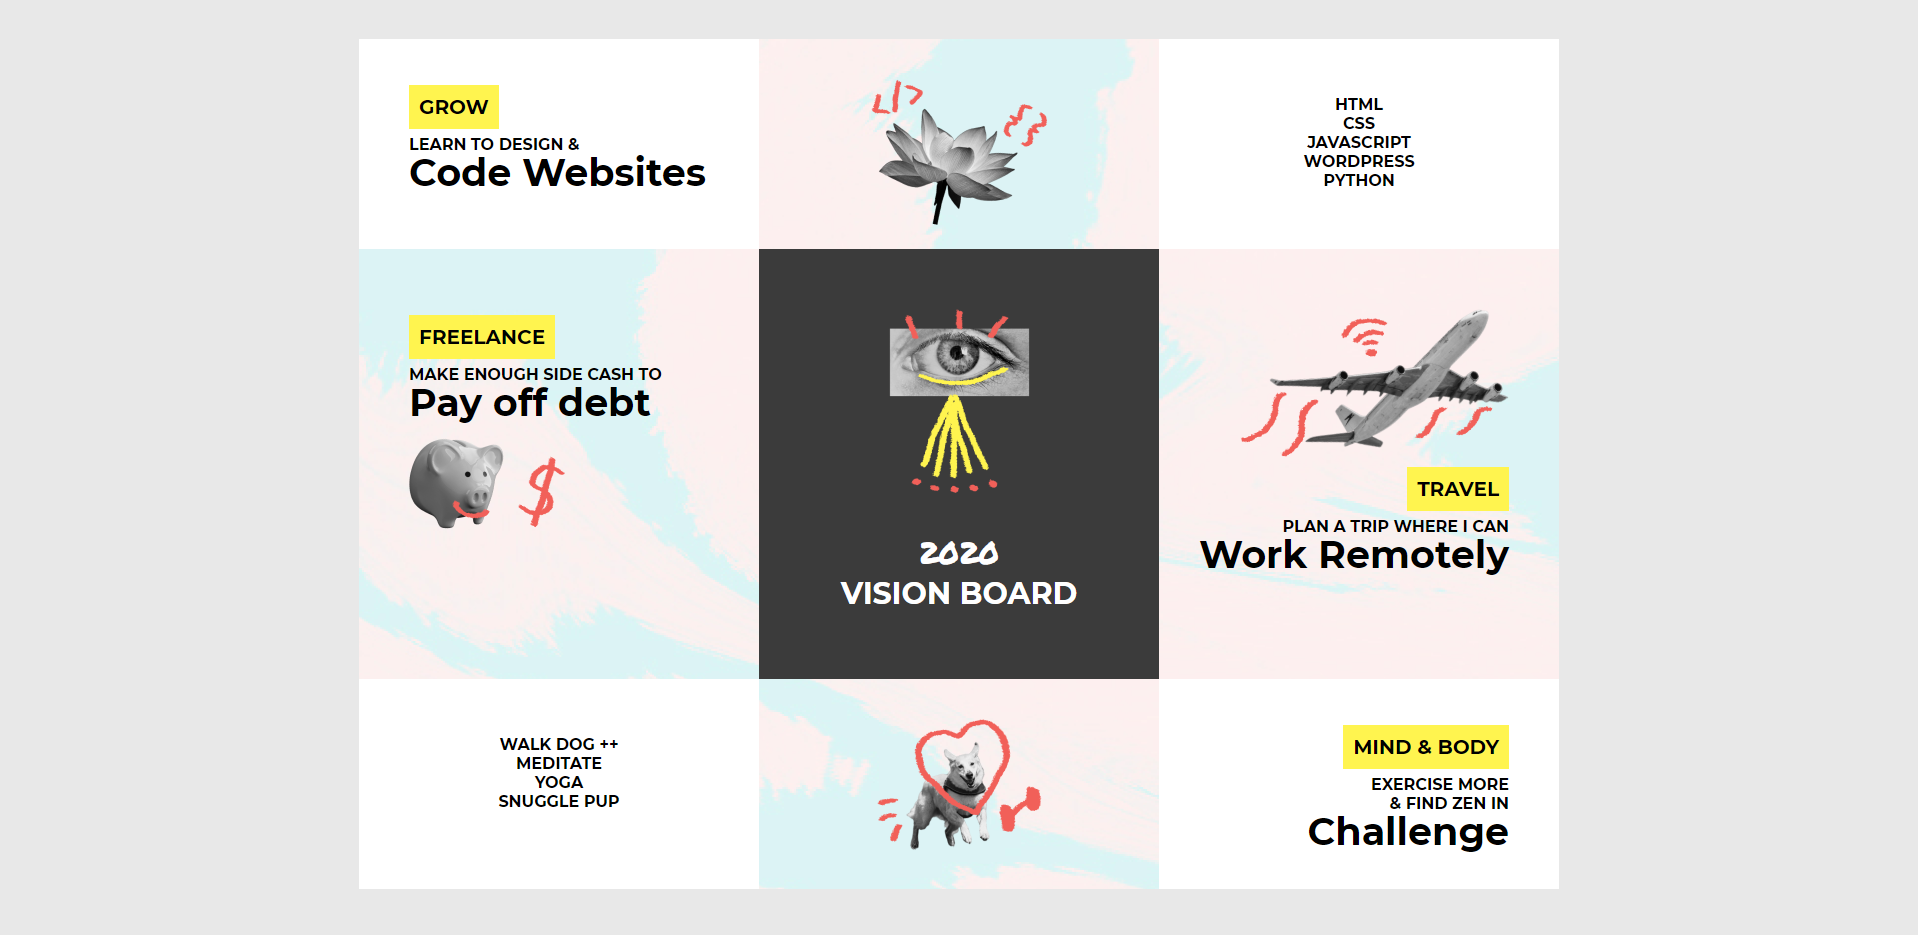 GROW
LEARN TO DESIGN &
Code Websites
</>
{ }
HTML
CSS
JAVASCRIPT
WORDPRESS
PYTHON
FREELANCE
MAKE ENOUGH SIDE CASH TO
Pay off debt
$
2020
VISION BOARD
TRAVEL
PLAN A TRIP WHERE I CAN
Work Remotely
WALK DOG ++
MEDITATE
YOGA
SNUGGLE PUP
MIND & BODY
EXERCISE MORE
& FIND ZEN IN
Challenge